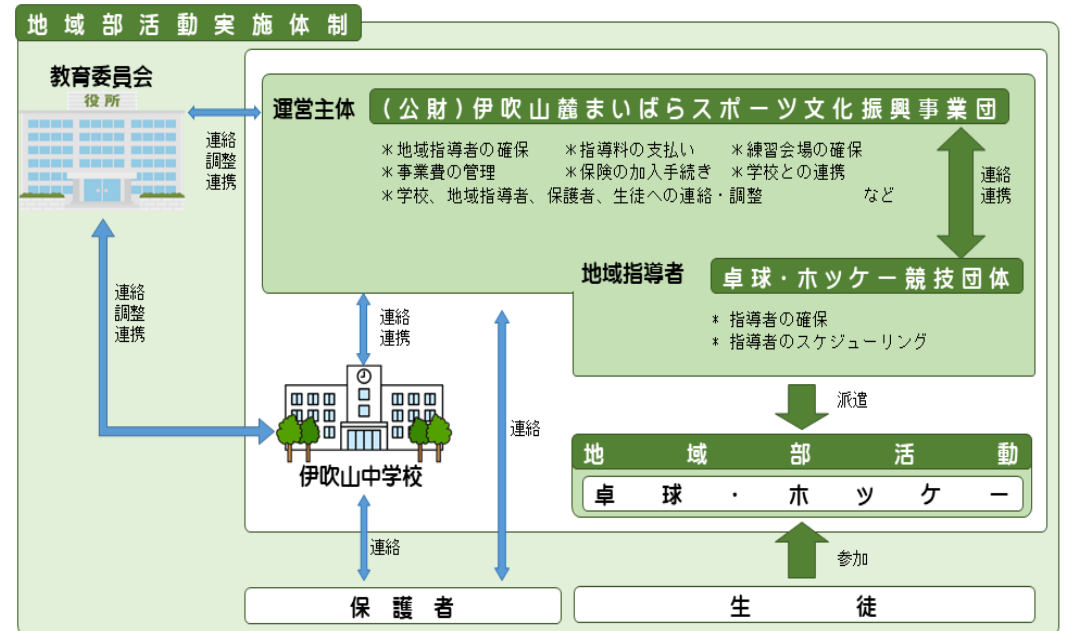 地域部活動実施体制
教育委員会
役所
連絡
調整
連携
運営主体
(公財)伊吹山麓まいばらスポーツ文化振興事業団
＊地域指導者の確保　＊指導料の支払い　＊練習会場の確保
＊事業費の管理　＊保険の加入手続き　＊学校との連携
＊学校、地域指導者、保護者、生徒への連絡・調整　など
連絡
連携
地域指導者
卓球・ホッケー競技団体
* 指導者の確保
* 指導者のスケジューリング
連絡
調整
連携
連絡
連携
伊吹山中学校
連絡
派遣
地域部活動
卓球・ホッケー
連絡
参加
保護者
生徒